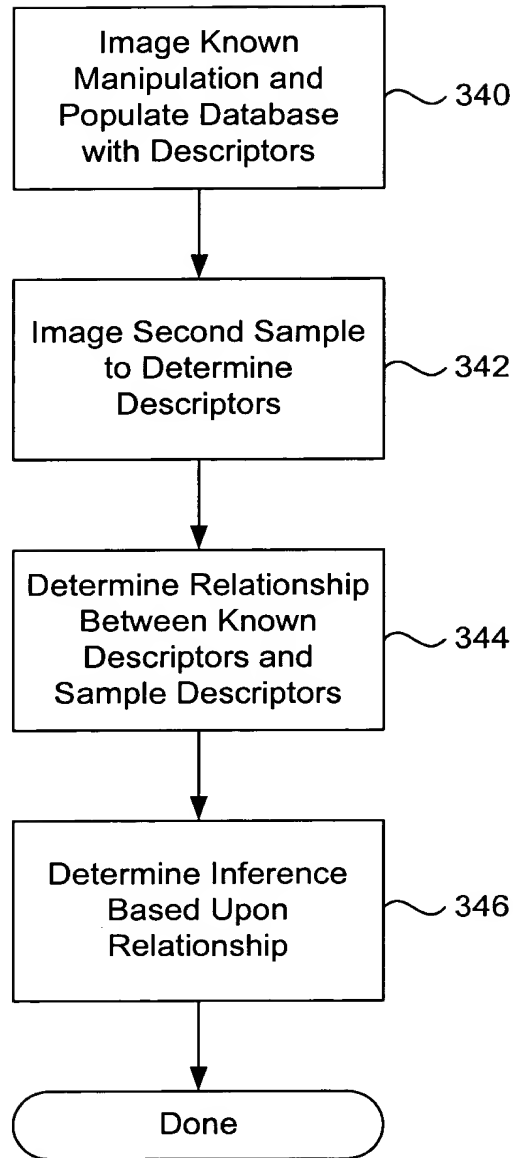 Image Known
Manipulation and
Populate Database
with Descriptors
340
Image Second Sample
to Determine
Descriptors
342
Determine Relationship
Between Known
Descriptors and
Sample Descriptors
344
Determine Inference
Based Upon
Relationship
346
Done